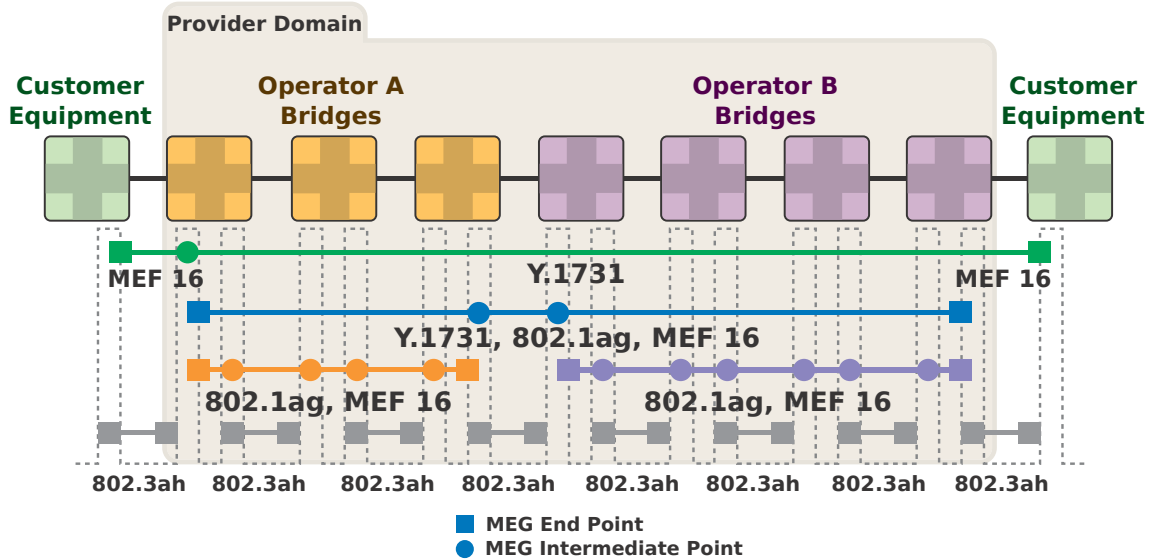 Provider Domain
Customer
Equipment
Operator A
Bridges
Operator B
Bridges
Customer
Equipment
MEF 16
Y.1731
MEF 16
Y.1731, 802.1ag, MEF 16
802.1ag, MEF 16
802.1ag, MEF 16
802.3ah
802.3ah
802.3ah
802.3ah
802.3ah
802.3ah
802.3ah
802.3ah
MEG End Point
MEG Intermediate Point